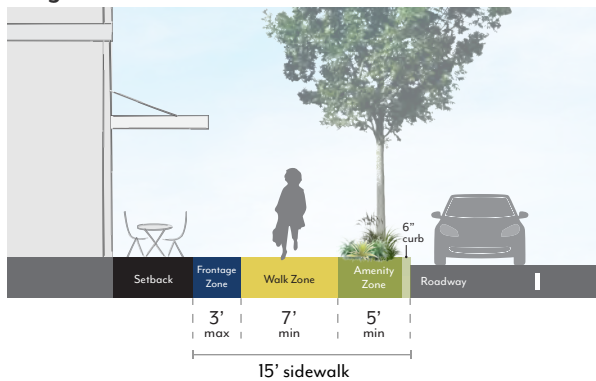 6"
curb
Setback
Frontage
Zone
Walk Zone
Amenity
Zone
Roadway
3'
max
7'
min
5'
min
15' sidewalk